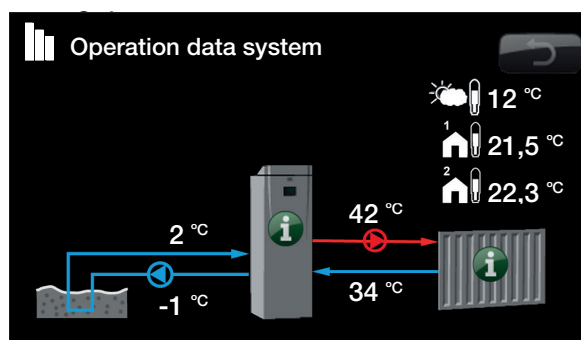 Operation data system
12 °C
1
21,5 °C
2
22,3 °C
42 °C
2 °C
i
i
34 °C
-1 °C